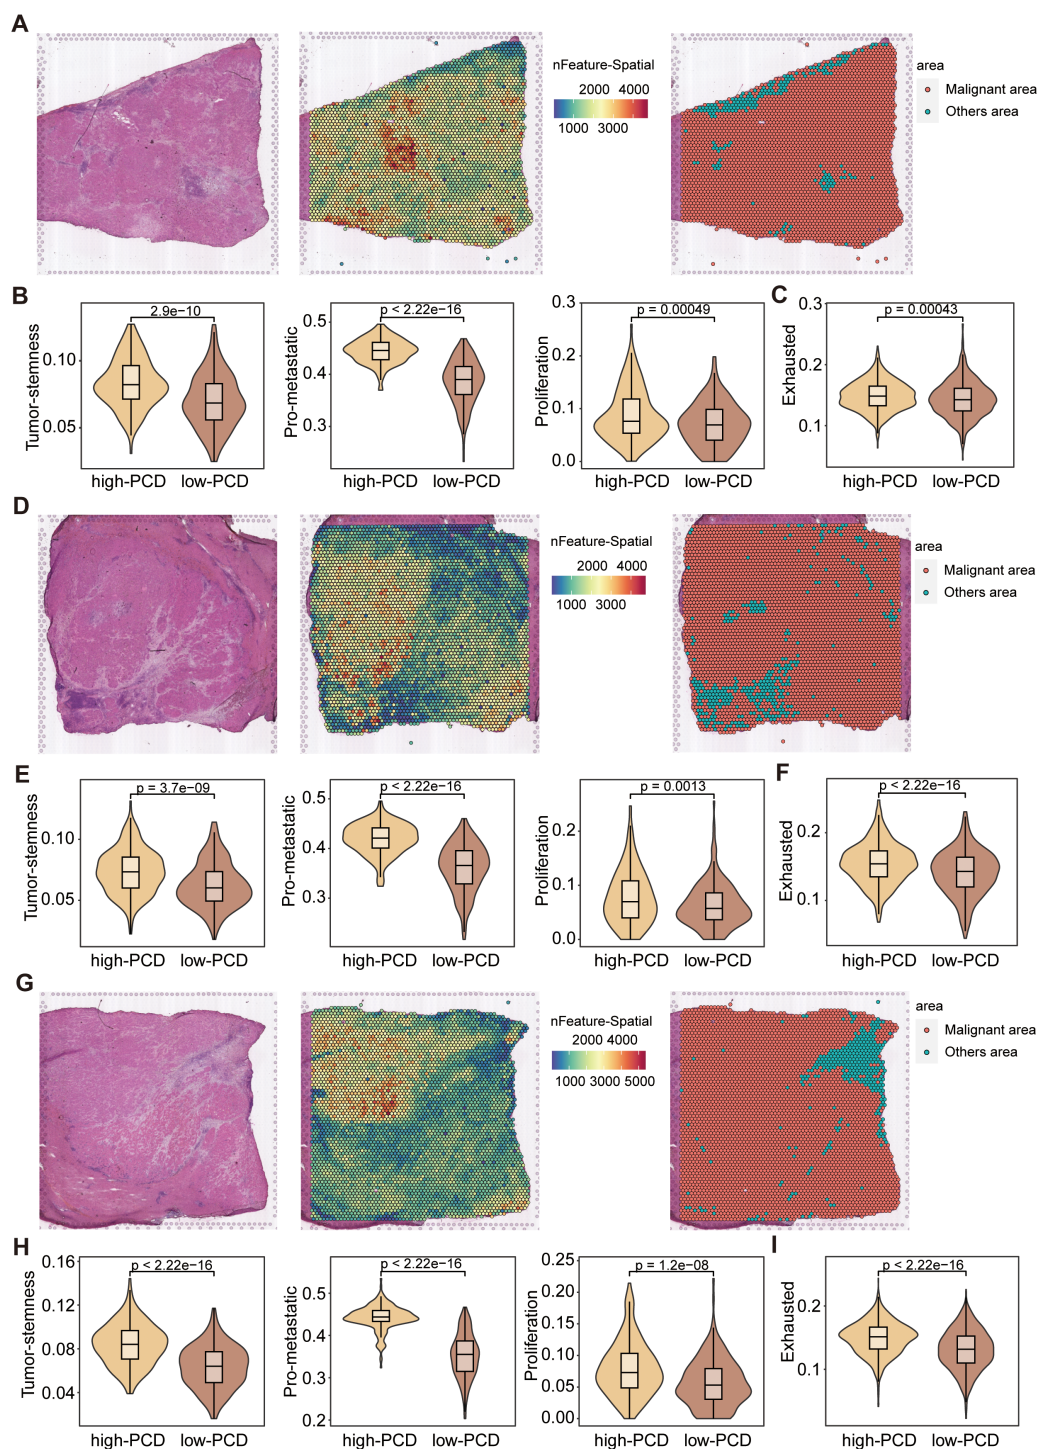 A
nFeature-Spatial
2000 4000
1000 3000
area
Malignant area
Others area
B
Tumor-stemness
0.10
0.05
2.9e−10
high-PCD low-PCD
Pro-metastatic
0.5
0.4
0.3
p < 2.22e−16
high-PCD low-PCD
Proliferation
0.3
0.2
0.1
0.0
p = 0.00049
high-PCD low-PCD
C
Exhausted
0.3
0.2
0.1
p = 0.00043
high-PCD low-PCD
D
nFeature-Spatial
2000 4000
1000 3000
area
Malignant area
Others area
E
Tumor-stemness
0.10
0.05
p = 3.7e−09
high-PCD low-PCD
Pro-metastatic
0.5
0.4
0.3
p < 2.22e−16
high-PCD low-PCD
Proliferation
0.2
0.1
0.0
p = 0.0013
high-PCD low-PCD
F
Exhausted
0.2
0.1
p < 2.22e−16
high-PCD low-PCD
G
nFeature-Spatial
2000 4000
1000 3000 5000
area
Malignant area
Others area
H
Tumor-stemness
0.16
0.12
0.08
0.04
p < 2.22e−16
high-PCD low-PCD
Pro-metastatic
0.5
0.4
0.3
0.2
p < 2.22e−16
high-PCD low-PCD
Proliferation
0.25
0.20
0.15
0.10
0.05
0.00
p = 1.2e−08
high-PCD low-PCD
I
Exhausted
0.2
0.1
p < 2.22e−16
high-PCD low-PCD